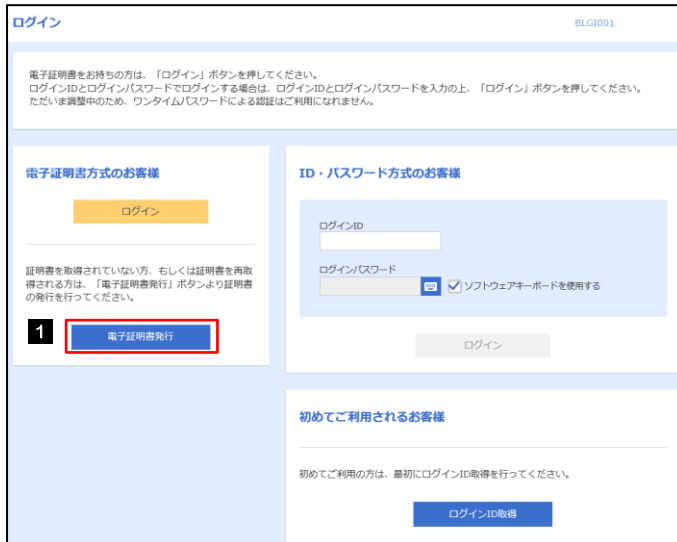 ログイン
BLGI001
電子証明書をお持ちの方は、「ログイン」ボタンを押してください。
ログインIDとログインパスワードでログインする場合は、ログインIDとログインパスワードを入力の上、「ログイン」ボタンを押してください。
ただいま調整中のため、ワンタイムパスワードによる認証はご利用になれません。
電子証明書方式のお客様
ログイン
証明書を取得されていない方、もしくは証明書を再取
得される方は、「電子証明書発行」ボタンより証明書
の発行を行ってください。
1
電子証明書発行
ID・パスワード方式のお客様
ログインID
ログインパスワード
ソフトウェアキーボードを使用する
ログイン
初めてご利用されるお客様
初めてご利用の方は、最初にログインID取得を行ってください。
ログインID取得